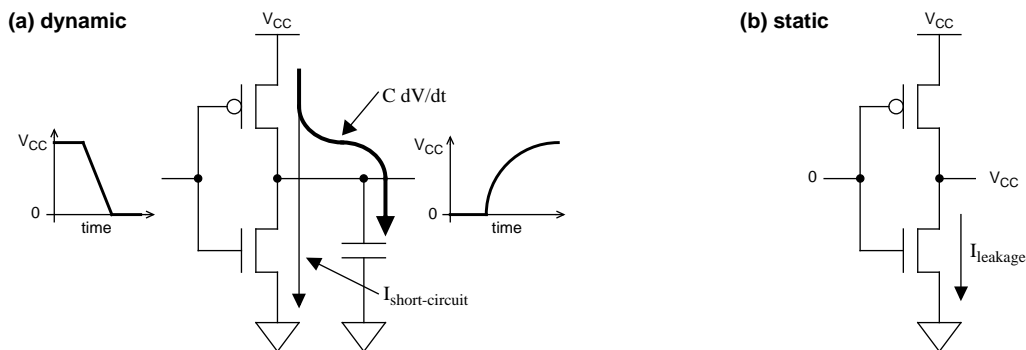 (a) dynamic
V_CC
C dV/dt
V_CC
0
time
V_CC
0
time
I_short-circuit
(b) static
V_CC
0
V_CC
I_leakage